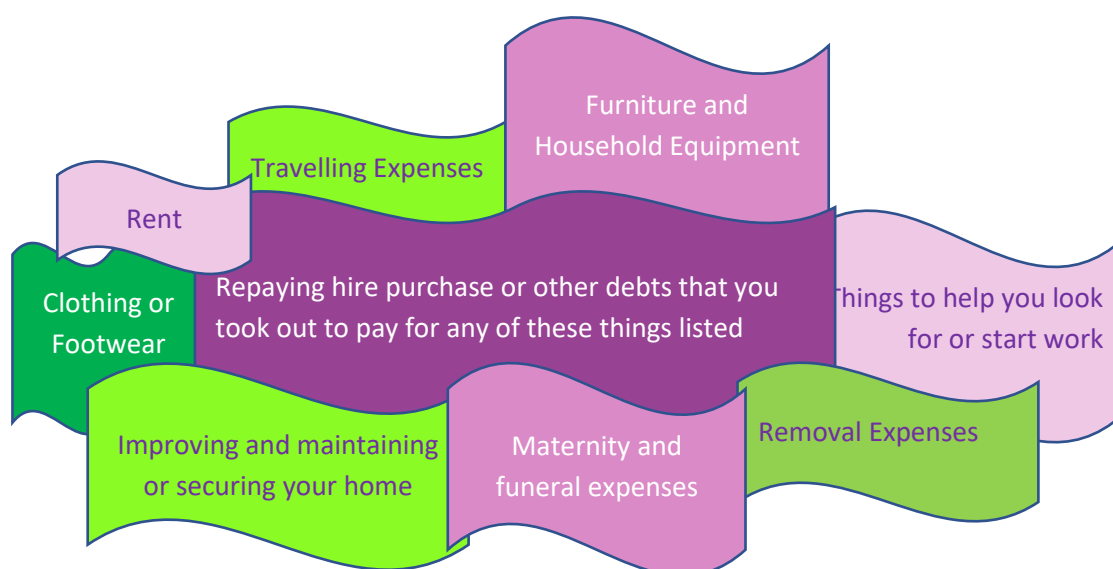 Furniture and
Household Equipment
Travelling Expenses
Rent
Clothing or
Footwear
Repaying hire purchase or other debts that you
took out to pay for any of these things listed
Things to help you look
for or start work
Improving and maintaining
or securing your home
Maternity and
funeral expenses
Removal Expenses